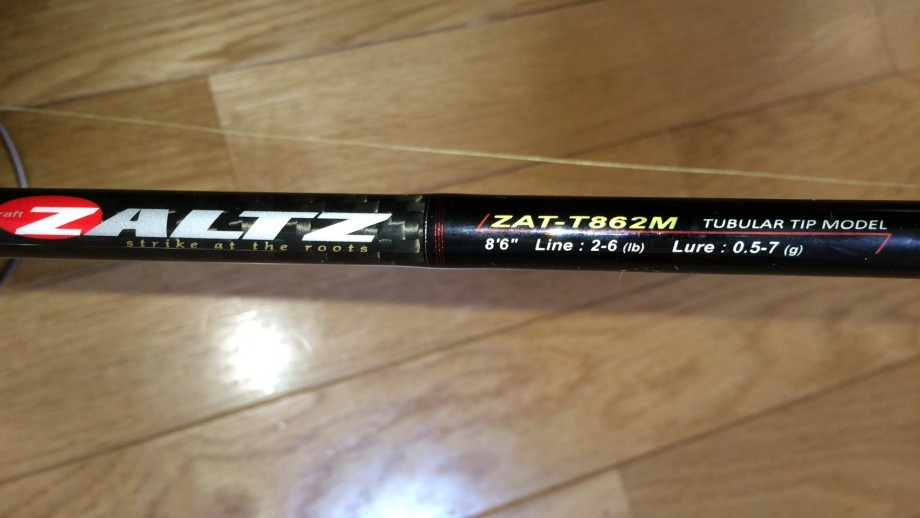 ZALTZ
strike at the roots
ZAT-T862M TUBULAR TIP MODEL
8'6" Line : 2-6 (lb) Lure : 0.5-7 (g)